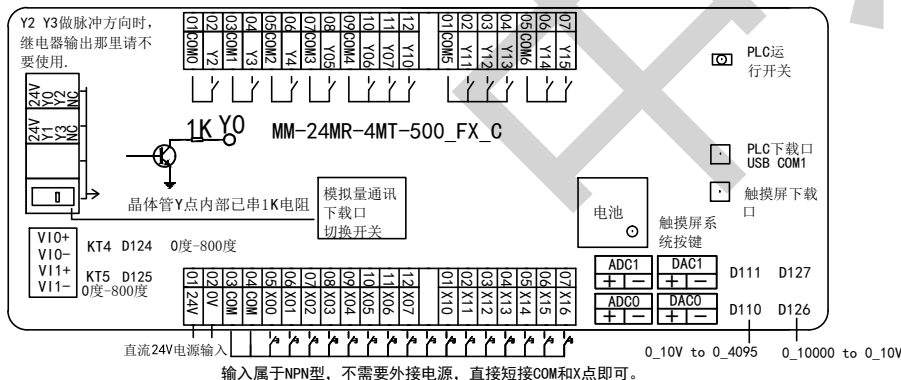 Y2 Y3做脉冲方向时,
继电器输出那里请不
要使用.
01 02 03 04 05 06 07 08 09 10 11 12
COM0 Y2 COM1 Y4 COM2 Y4 COM3 Y05 COM4 Y06 Y07 Y10
01 02 03 04 05 06 07
COM5 Y11 Y12 Y13 COM6 Y14 Y15
PLC运
行开关
24V Y0 Y2 NC
24V Y1 Y3 NC
1K Y0
MM-24MR-4MT-500_FX_C
PLC下载口
USB COM1
触摸屏下载
口
晶体管Y点内部已串1K电阻
模拟量通讯
下载口
切换开关
电池
触摸屏系
统按键
VI0+
VI0-
VI1+
VI1-
KT4 D124 0度-800度
KT5 D125
0度-800度
ADC1 DAC1
+ - + -
D111 D127
ADC0 DAC0
+ - + -
D110 D126
01 02 03 04 05 06 07 08 09 10 11 12
24V 0V COM COM X00 X01 X02 X03 X04 X05 X06 X07
01 02 03 04 05 06 07
X10 X11 X12 X13 X14 X15 X16
直流24V电源输入
0_10V to 0_4095 0_10000 to 0_10V
输入属于NPN型，不需要外接电源，直接短接COM和X点即可。